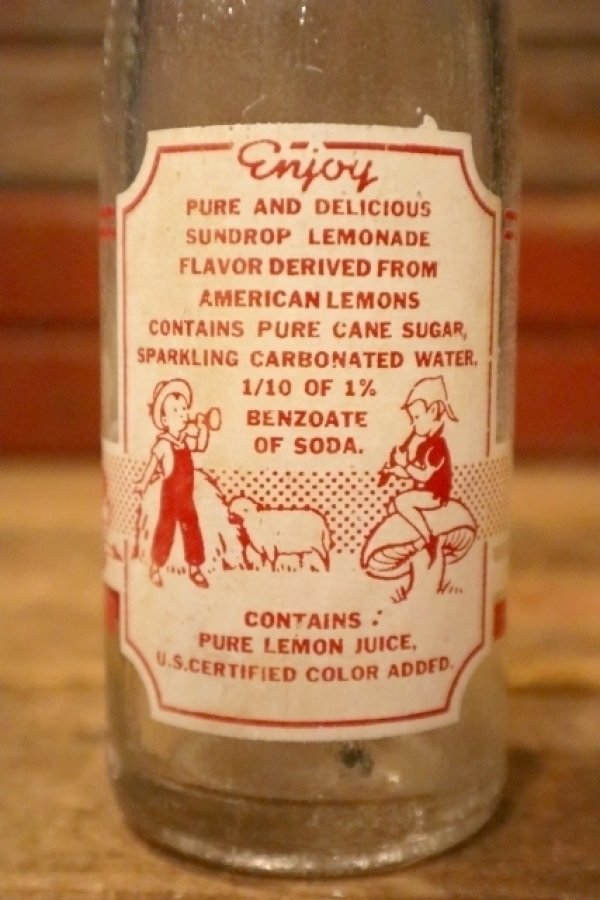 Enjoy
PURE AND DELICIOUS
SUNDROP LEMONADE
FLAVOR DERIVED FROM
AMERICAN LEMONS
CONTAINS PURE CANE SUGAR,
SPARKLING CARBONATED WATER,
1/10 OF 1%
BENZOATE
OF SODA.
CONTAINS:
PURE LEMON JUICE,
U.S.CERTIFIED COLOR ADDED.